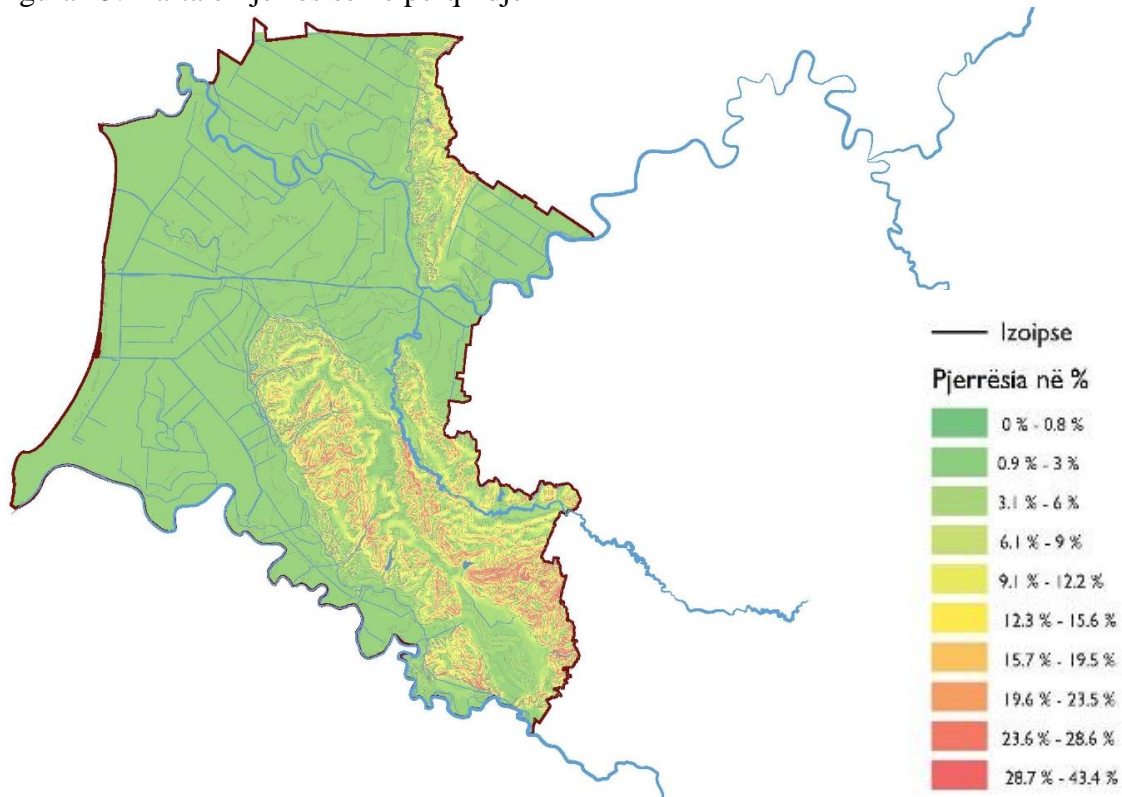 Izoipse
Pjerrësia në %
0 % - 0.8 %
0.9 % - 3 %
3.1 % - 6 %
6.1 % - 9 %
9.1 % - 12.2 %
12.3 % - 15.6 %
15.7 % - 19.5 %
19.6 % - 23.5 %
23.6 % - 28.6 %
28.7 % - 43.4 %